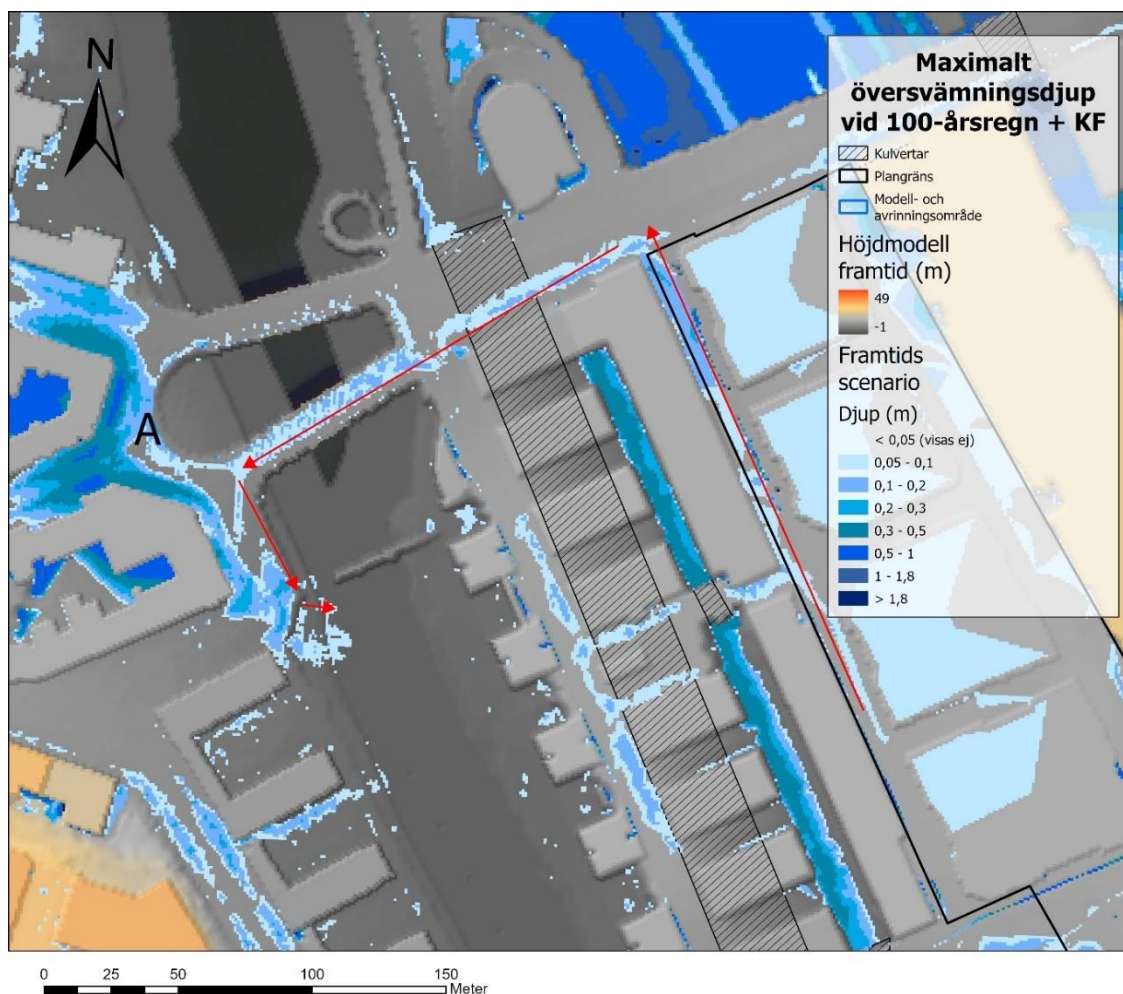 N
A
Maximalt
översvämningsdjup
vid 100-årsregn + KF
Kulvertar
Plangräns
Modell- och
avrinningsområde
Höjdmodell
framtid (m)
49
-1
Framtids
scenario
Djup (m)
< 0,05 (visas ej)
0,05 - 0,1
0,1 - 0,2
0,2 - 0,3
0,3 - 0,5
0,5 - 1
1 - 1,8
> 1,8
0 25 50 100 150
Meter